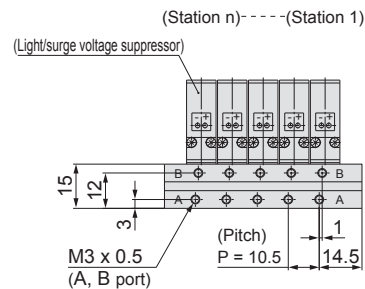 (Station n)-----(Station 1)
(Light/surge voltage suppressor)
- + - + - + - + - +
B B
15
12
3
A A
1
(Pitch)
M3 x 0.5
P = 10.5
14.5
(A, B port)